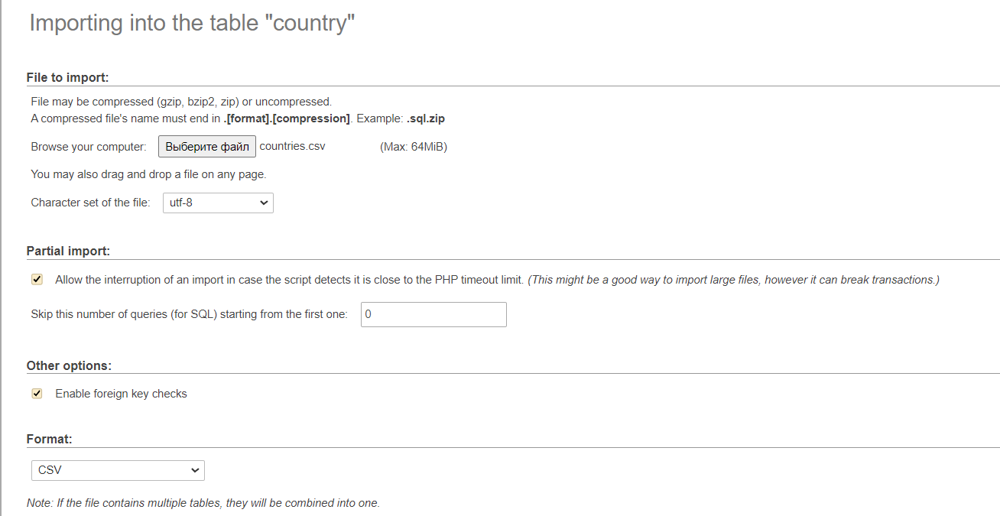 Importing into the table "country"
File to import:
File may be compressed (gzip, bzip2, zip) or uncompressed.
A compressed file's name must end in .[format].[compression]. Example: .sql.zip
Browse your computer: Выберите файл countries.csv (Max: 64MiB)
You may also drag and drop a file on any page.
Character set of the file: utf-8
Partial import:
Allow the interruption of an import in case the script detects it is close to the PHP timeout limit. (This might be a good way to import large files, however it can break transactions.)
Skip this number of queries (for SQL) starting from the first one: 0
Other options:
Enable foreign key checks
Format:
CSV
Note: If the file contains multiple tables, they will be combined into one.